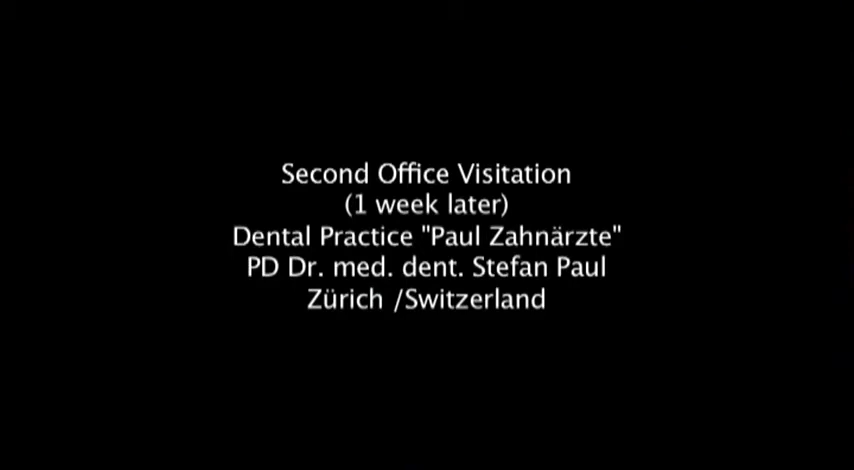 Second Office Visitation
(1 week later)
Dental Practice "Paul Zahnärzte"
PD Dr. med. dent. Stefan Paul
Zürich /Switzerland